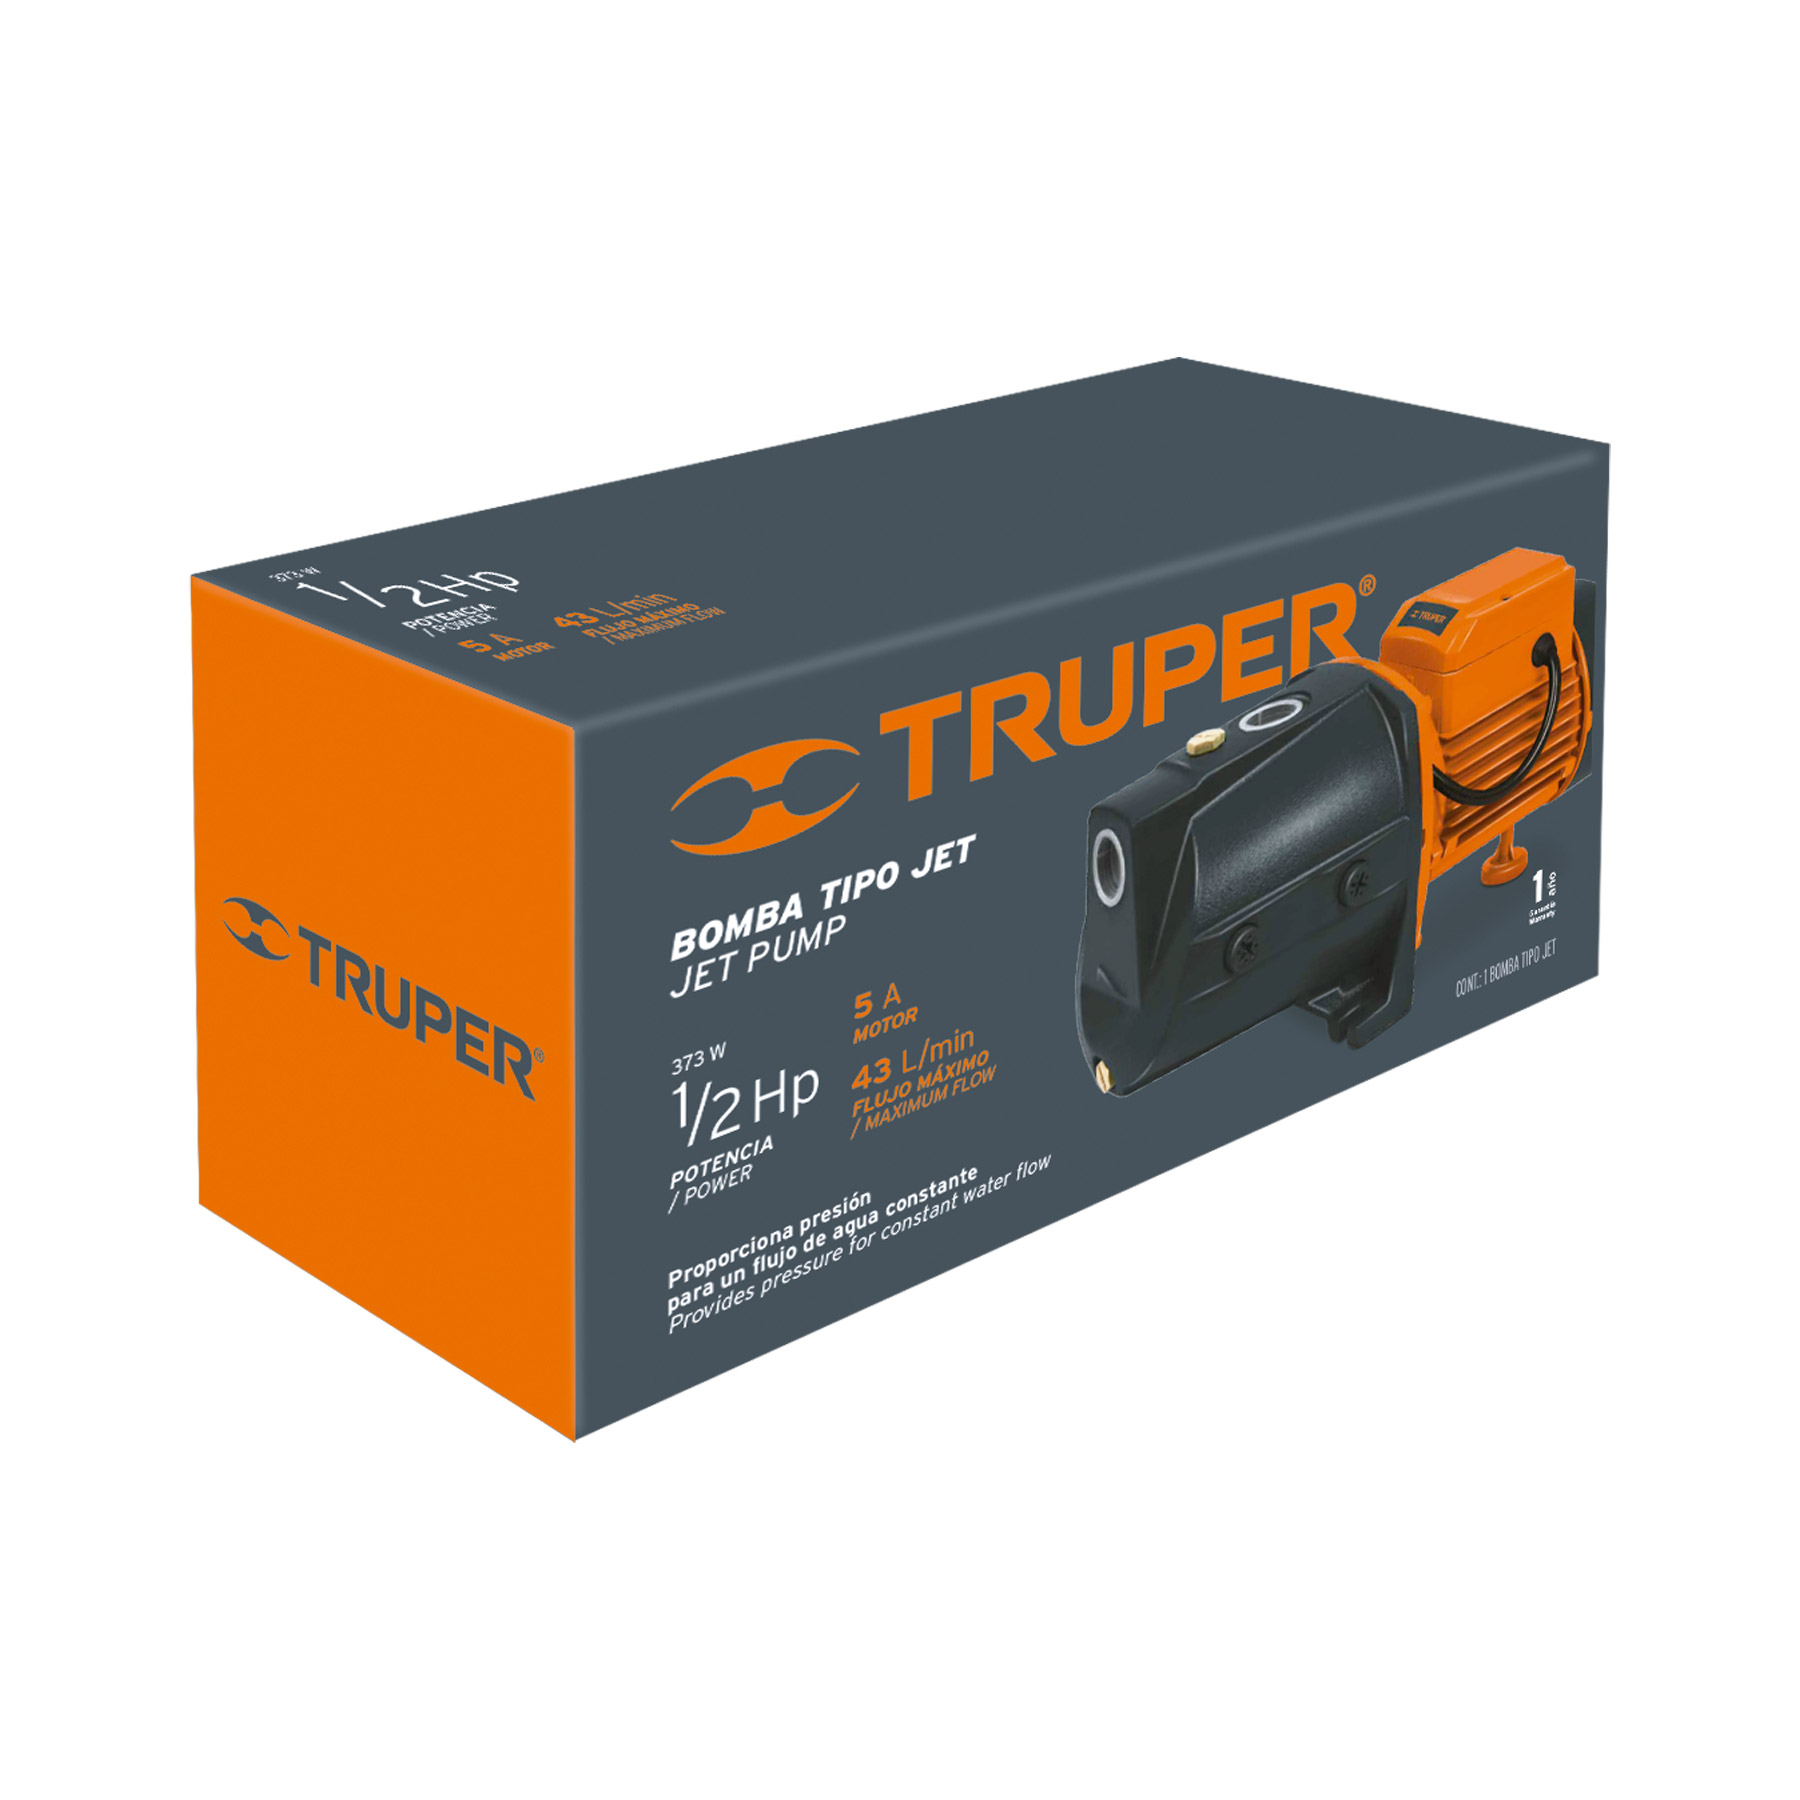 373 W
1/2 Hp
POTENCIA
/ POWER
5 A
MOTOR
43 L/min
FLUJO MÁXIMO
/ MAXIMUM FLOW
TRUPER®
TRUPER®
TRUPER
BOMBA TIPO JET
JET PUMP
373 W
1/2 Hp
POTENCIA
/ POWER
5 A
MOTOR
43 L/min
FLUJO MÁXIMO
/ MAXIMUM FLOW
Proporciona presión
para un flujo de agua constante
Provides pressure for constant water flow
1 año
Garantía
Warranty
CONT.: 1 BOMBA TIPO JET